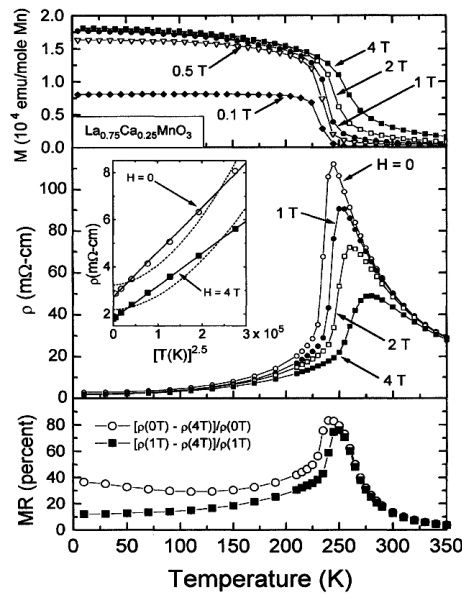 M (10⁴ emu/mole Mn)
2.0
1.5
1.0
0.5
0.0
4 T
2 T
1 T
0.5 T
0.1 T
La0.75Ca0.25MnO3
ρ (mΩ-cm)
120
100
80
60
40
20
0
H = 0
1 T
2 T
4 T
ρ(mΩ-cm)
8
6
4
2
H = 0
H = 4 T
0 1 2 3 x 10⁵
[T(K)]²·⁵
MR (percent)
80
60
40
20
0
[ρ(0T) - ρ(4T)]/ρ(0T)
[ρ(1T) - ρ(4T)]/ρ(1T)
0 50 100 150 200 250 300 350
Temperature (K)